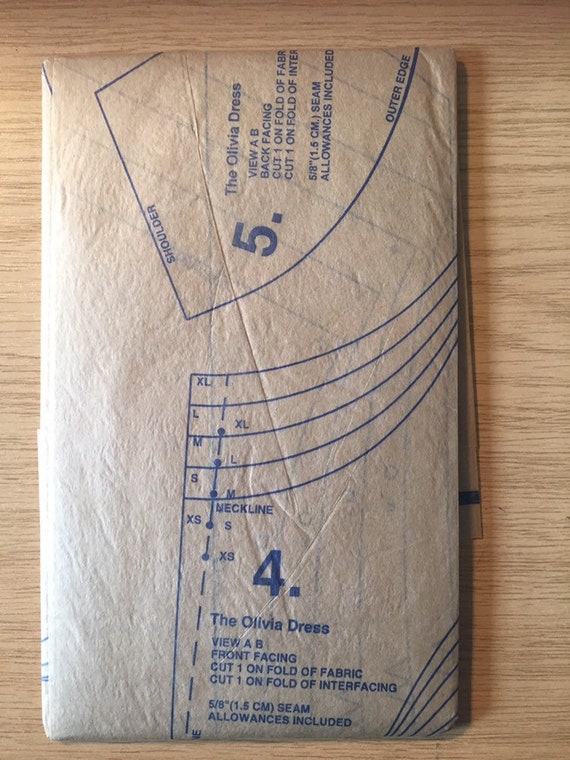 The Olivia Dress
VIEW A B
BACK FACING
CUT 1 ON FOLD OF FABR
CUT 1 ON FOLD OF INTER
5/8"(1.5 CM.) SEAM
ALLOWANCES INCLUDED
OUTER EDGE
SHOULDER
5.
XL
L
M
S
XS
XL
L
M
S
XS
NECKLINE
4.
The Olivia Dress
VIEW A B
FRONT FACING
CUT 1 ON FOLD OF FABRIC
CUT 1 ON FOLD OF INTERFACING
5/8"(1.5 CM) SEAM
ALLOWANCES INCLUDED